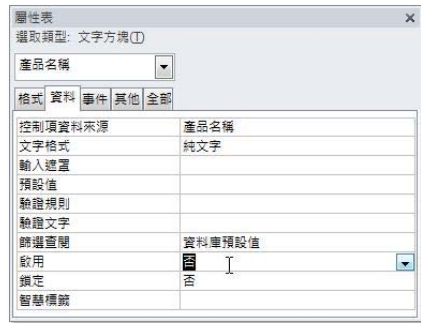 屬性表
選取類型: 文字方塊(T)
產品名稱
格式 資料 事件 其他 全部
控制項資料來源 產品名稱
文字格式 純文字
輸入遮罩
預設值
驗證規則
驗證文字
篩選查閱 資料庫預設值
啟用 否
鎖定 否
智慧標籤